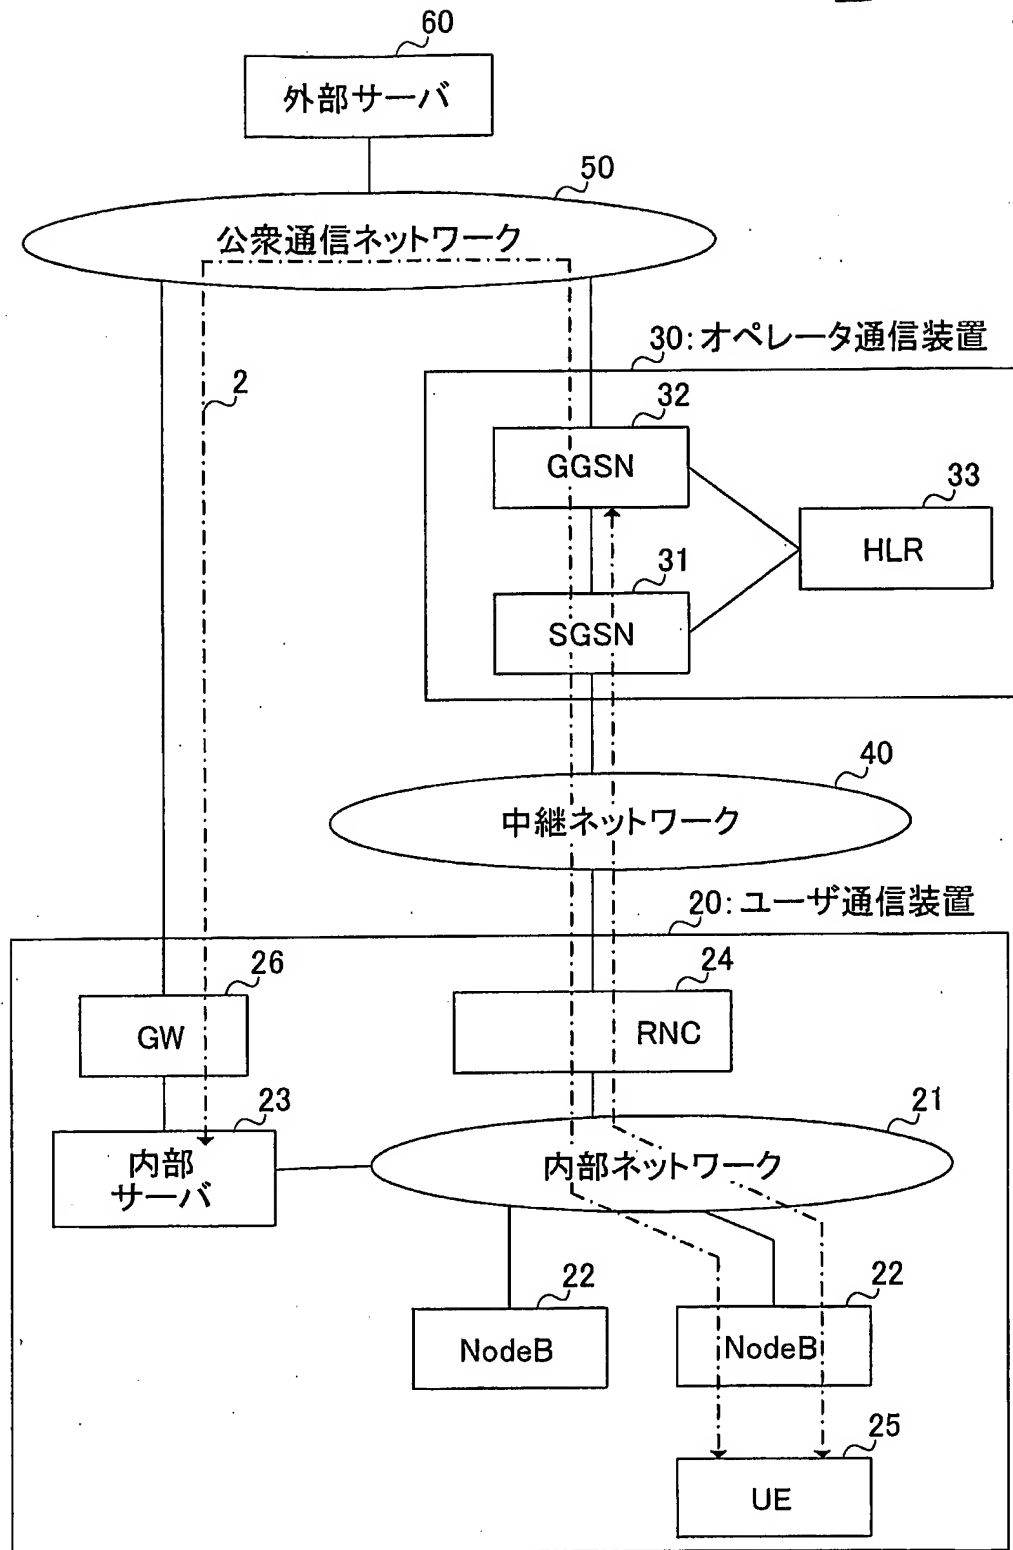 60
外部サーバ
50
公衆通信ネットワーク
30:オペレータ通信装置
2
32
GGSN
33
HLR
31
SGSN
40
中継ネットワーク
20:ユーザ通信装置
26
GW
24
RNC
23
内部
サーバ
21
内部ネットワーク
22
NodeB
22
NodeB
25
UE